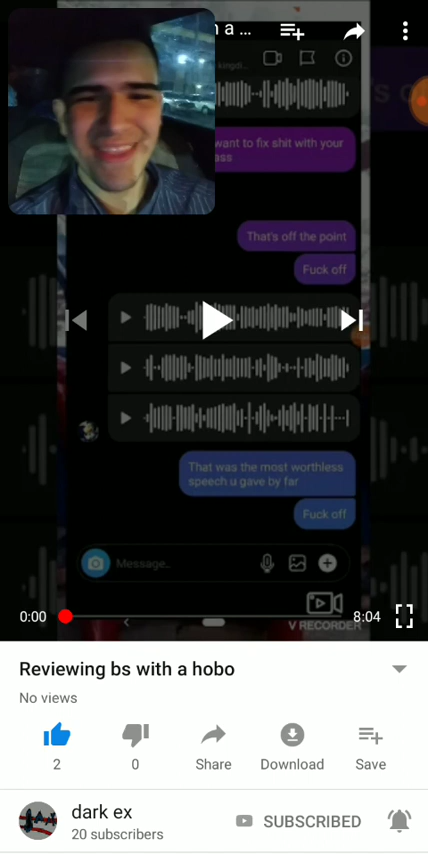 h a ...
want to fix shit with your
ass
That's off the point
Fuck off
That was the most worthless
speech u gave by far
Fuck off
Message..
0:00
8:04
V RECORDER
Reviewing bs with a hobo
No views
2
0
Share
Download
Save
dark ex
20 subscribers
SUBSCRIBED